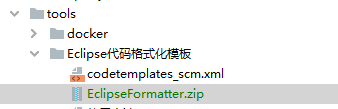 tools
docker
Eclipse代码格式化模板
codetemplates_scm.xml
EclipseFormatter.zip